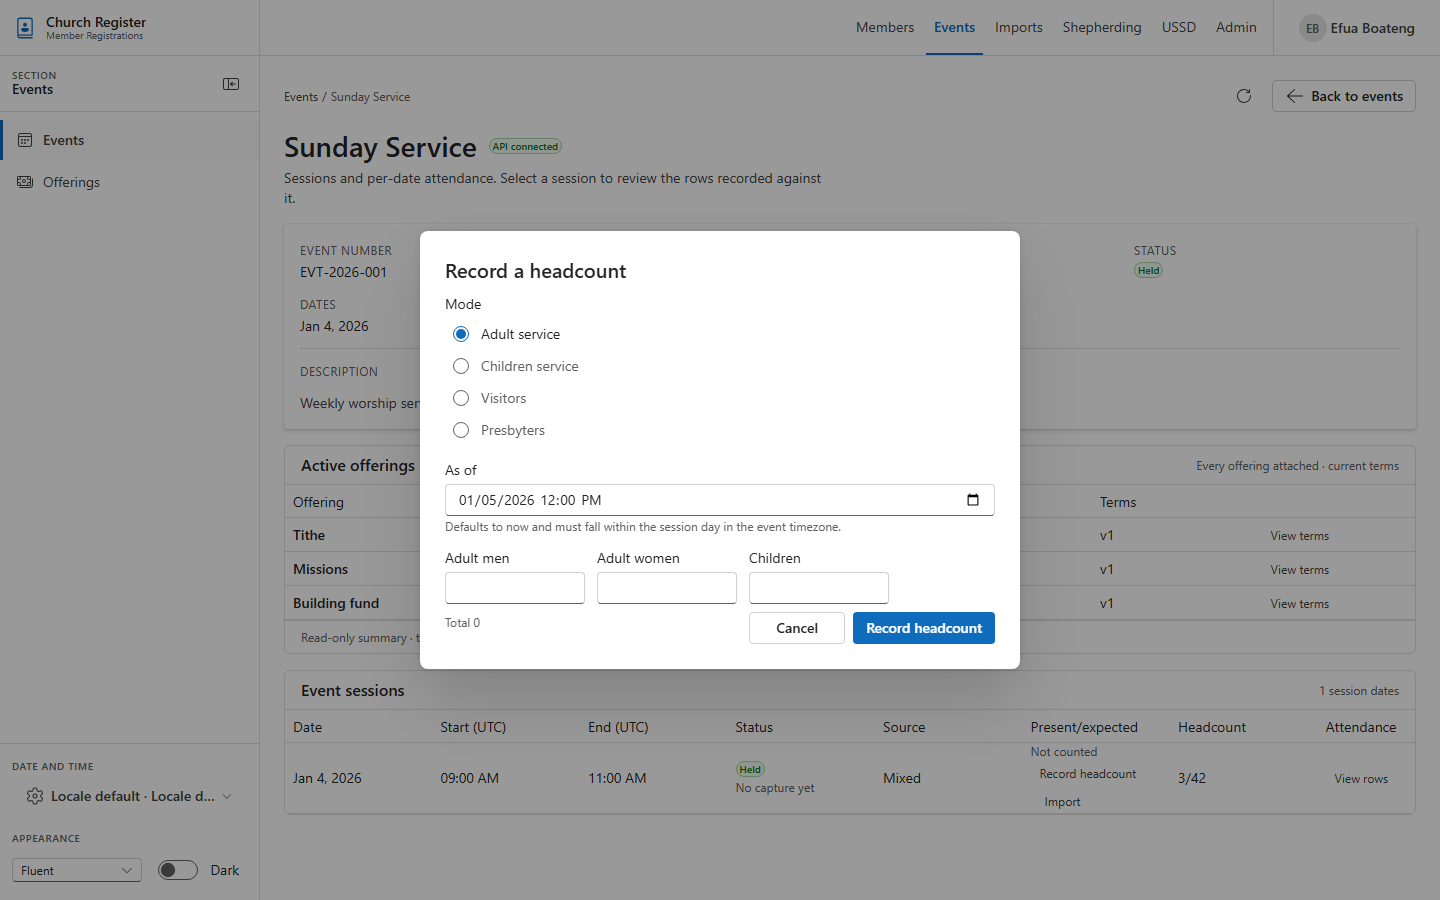 Church Register
Member Registrations
Members
Events
Imports
Shepherding
USSD
Admin
EB
Efua Boateng
SECTION
Events
Events
Offerings
Events / Sunday Service
Back to events
Sunday Service
API connected
Sessions and per-date attendance. Select a session to review the rows recorded against
it.
EVENT NUMBER
EVT-2026-001
STATUS
Held
DATES
Jan 4, 2026
DESCRIPTION
Weekly worship ser
Record a headcount
Mode
Adult service
Children service
Visitors
Presbyters
As of
01/05/2026 12:00 PM
Defaults to now and must fall within the session day in the event timezone.
Adult men
Adult women
Children
Total 0
Cancel
Record headcount
Active offerings
Every offering attached · current terms
Offering
Terms
Tithe
v1
View terms
Missions
v1
View terms
Building fund
v1
View terms
Read-only summary · t
Event sessions
1 session dates
Date
Start (UTC)
End (UTC)
Status
Source
Present/expected
Headcount
Attendance
Jan 4, 2026
09:00 AM
11:00 AM
Held
No capture yet
Mixed
Not counted
Record headcount
Import
3/42
View rows
DATE AND TIME
Locale default · Locale d...
APPEARANCE
Fluent
Dark